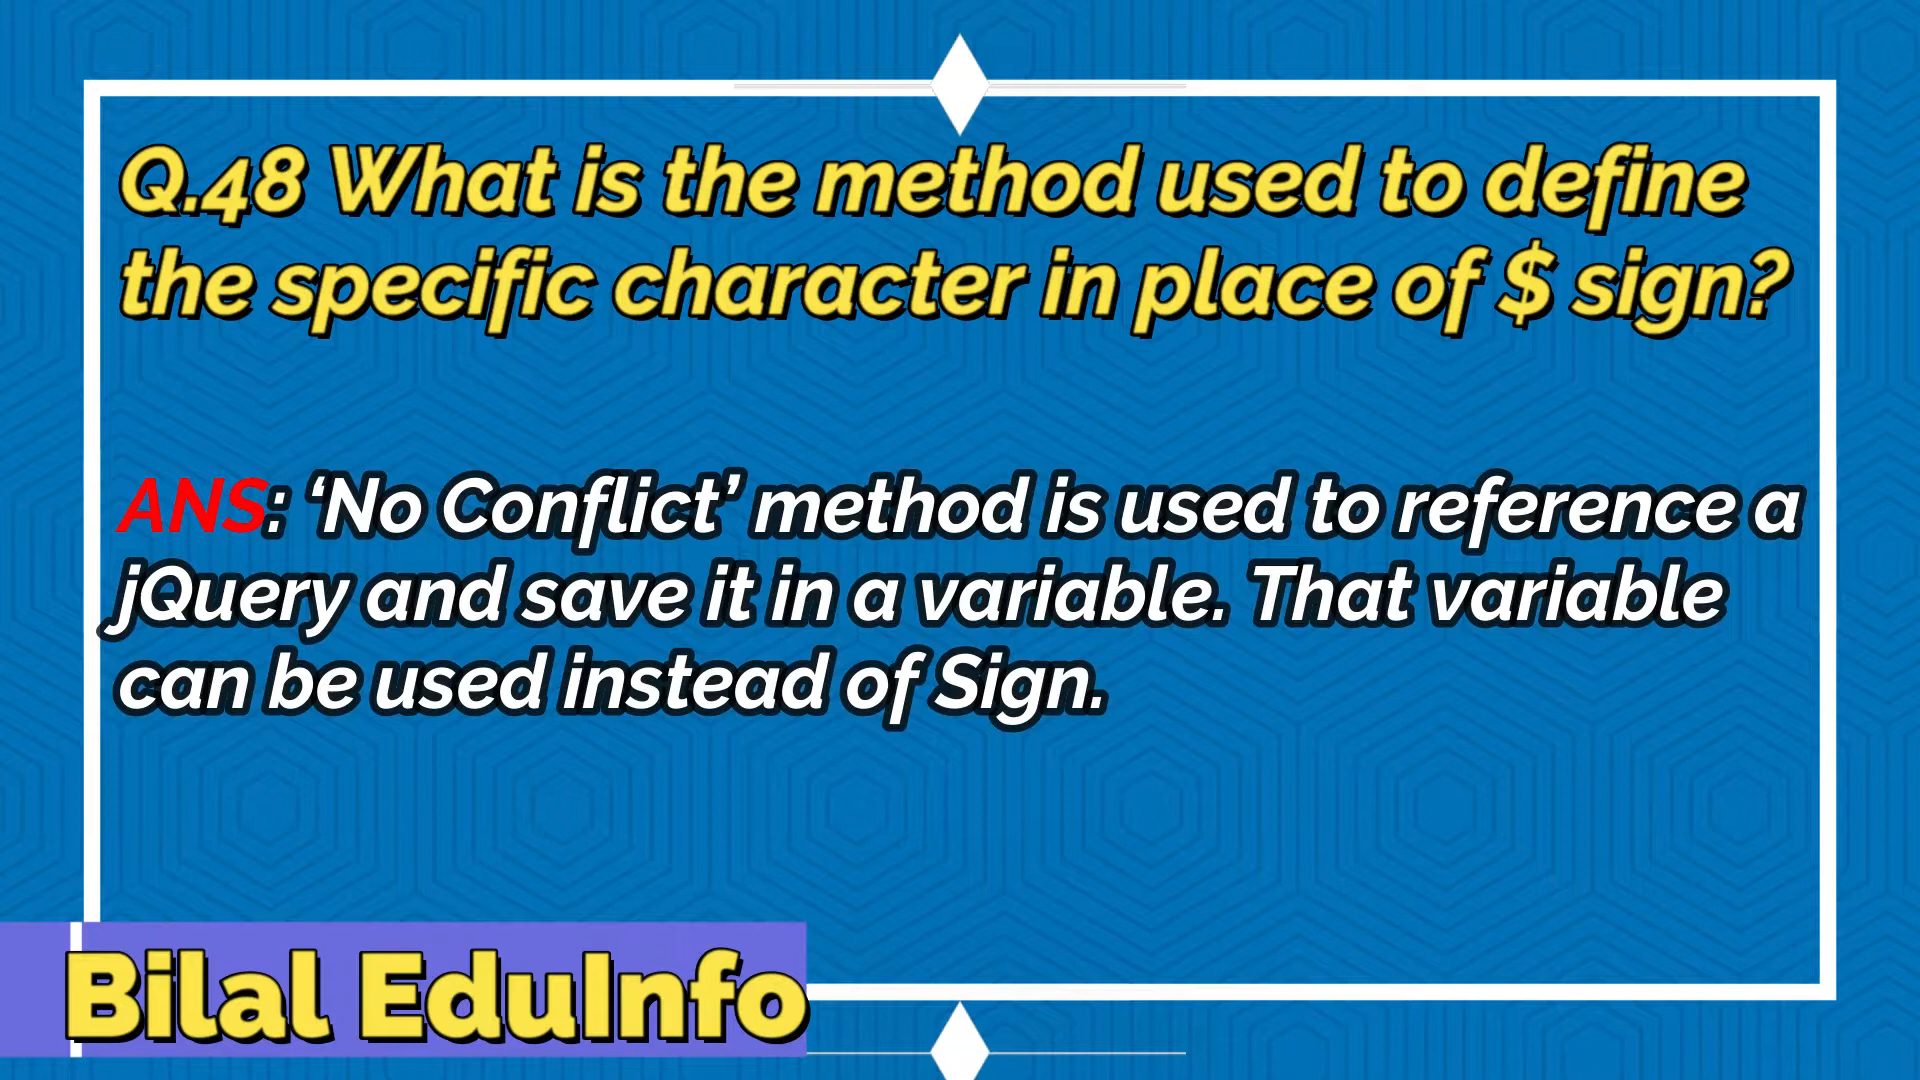 Q.48 What is the method used to define
the specific character in place of $ sign?
ANS: ‘No Conflict’ method is used to reference a
jQuery and save it in a variable. That variable
can be used instead of Sign.
Bilal EduInfo